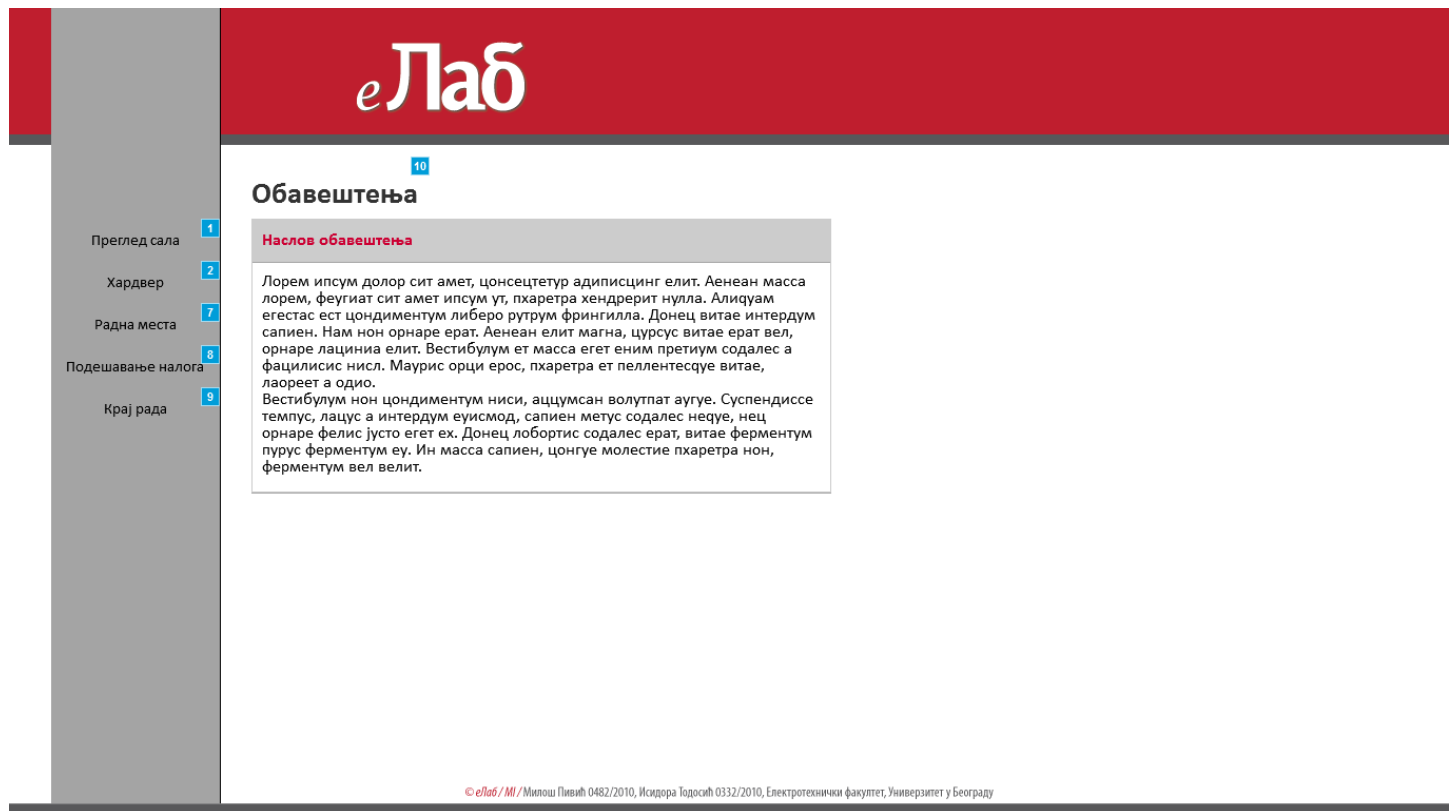 еЛаб
10
Обавештења
1
Преглед сала
Наслов обавештења
2
Хардвер
7
Радна места
8
Подешавање налога
9
Крај рада
Лорем ипсум долор сит амет, цонсецтетур адиписцинг елит. Аенеан масса
лорем, феугиат сит амет ипсум ут, пхаретра хендрерит нулла. Алиqуам
егестас ест цондиментум либеро рутрум фрингилла. Донец витае интердум
сапиен. Нам нон орнаре ерат. Аенеан елит магна, цурсус витае ерат вел,
орнаре лациниа елит. Вестибулум ет масса егет еним претиум содалес а
фацилисис нисл. Маурис орци ерос, пхаретра ет пеллентесqуе витае,
лаореет а одио.
Вестибулум нон цондиментум ниси, аццумсан волутпат аугуе. Суспендиссе
темпус, лацус а интердум еуисмод, сапиен метус содалес неqуе, нец
орнаре фелис јусто егет еx. Донец лобортис содалес ерат, витае ферментум
пурус ферментум еу. Ин масса сапиен, цонгуе молестие пхаретра нон,
ферментум вел велит.
© еЛаб / МI / Милош Пивић 0482/2010, Исидора Тодосић 0332/2010, Електротехнички факултет, Универзитет у Београду